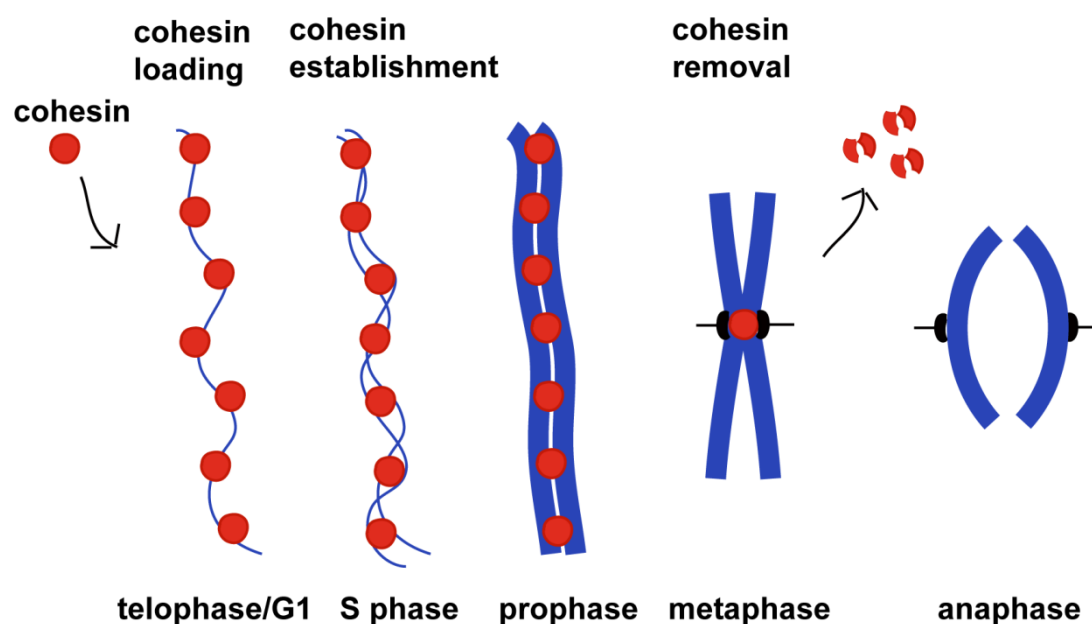 cohesin
cohesin
loading
cohesin
establishment
cohesin
removal
telophase/G1
S phase
prophase
metaphase
anaphase